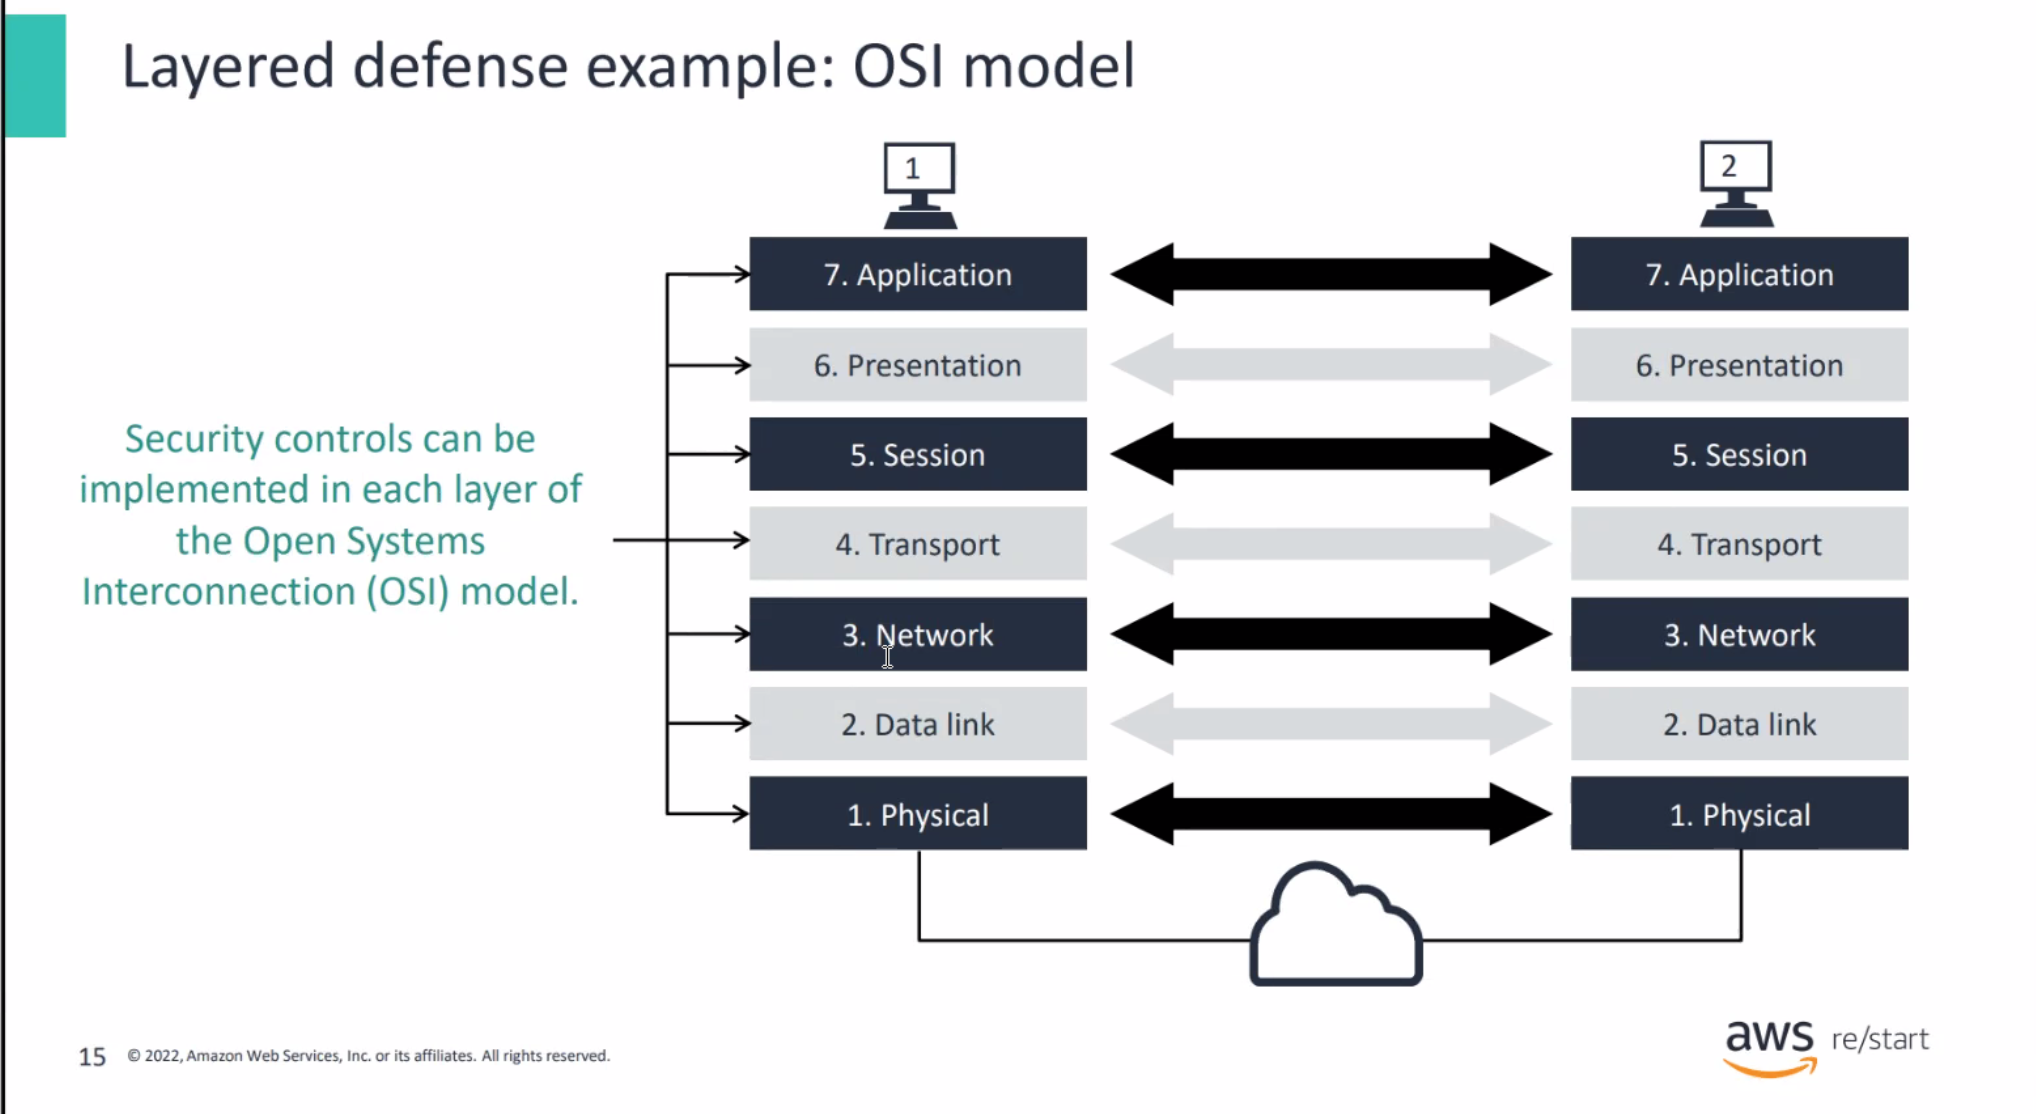 Layered defense example: OSI model
1
2
7. Application
7. Application
6. Presentation
6. Presentation
Security controls can be
implemented in each layer of
the Open Systems
Interconnection (OSI) model.
5. Session
5. Session
4. Transport
4. Transport
3. Network
3. Network
2. Data link
2. Data link
1. Physical
1. Physical
15
© 2022, Amazon Web Services, Inc. or its affiliates. All rights reserved.
aws re/start